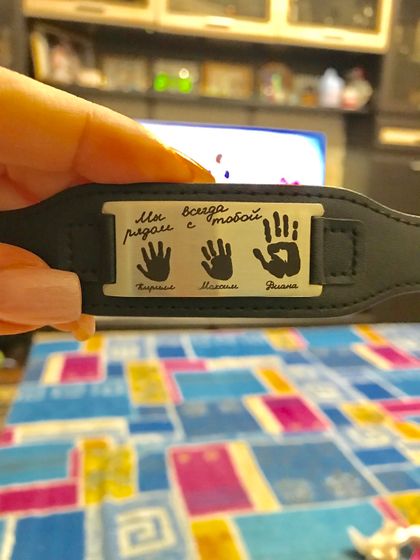 Мы всегда
рядом с тобой
Кирилл Максим Диана